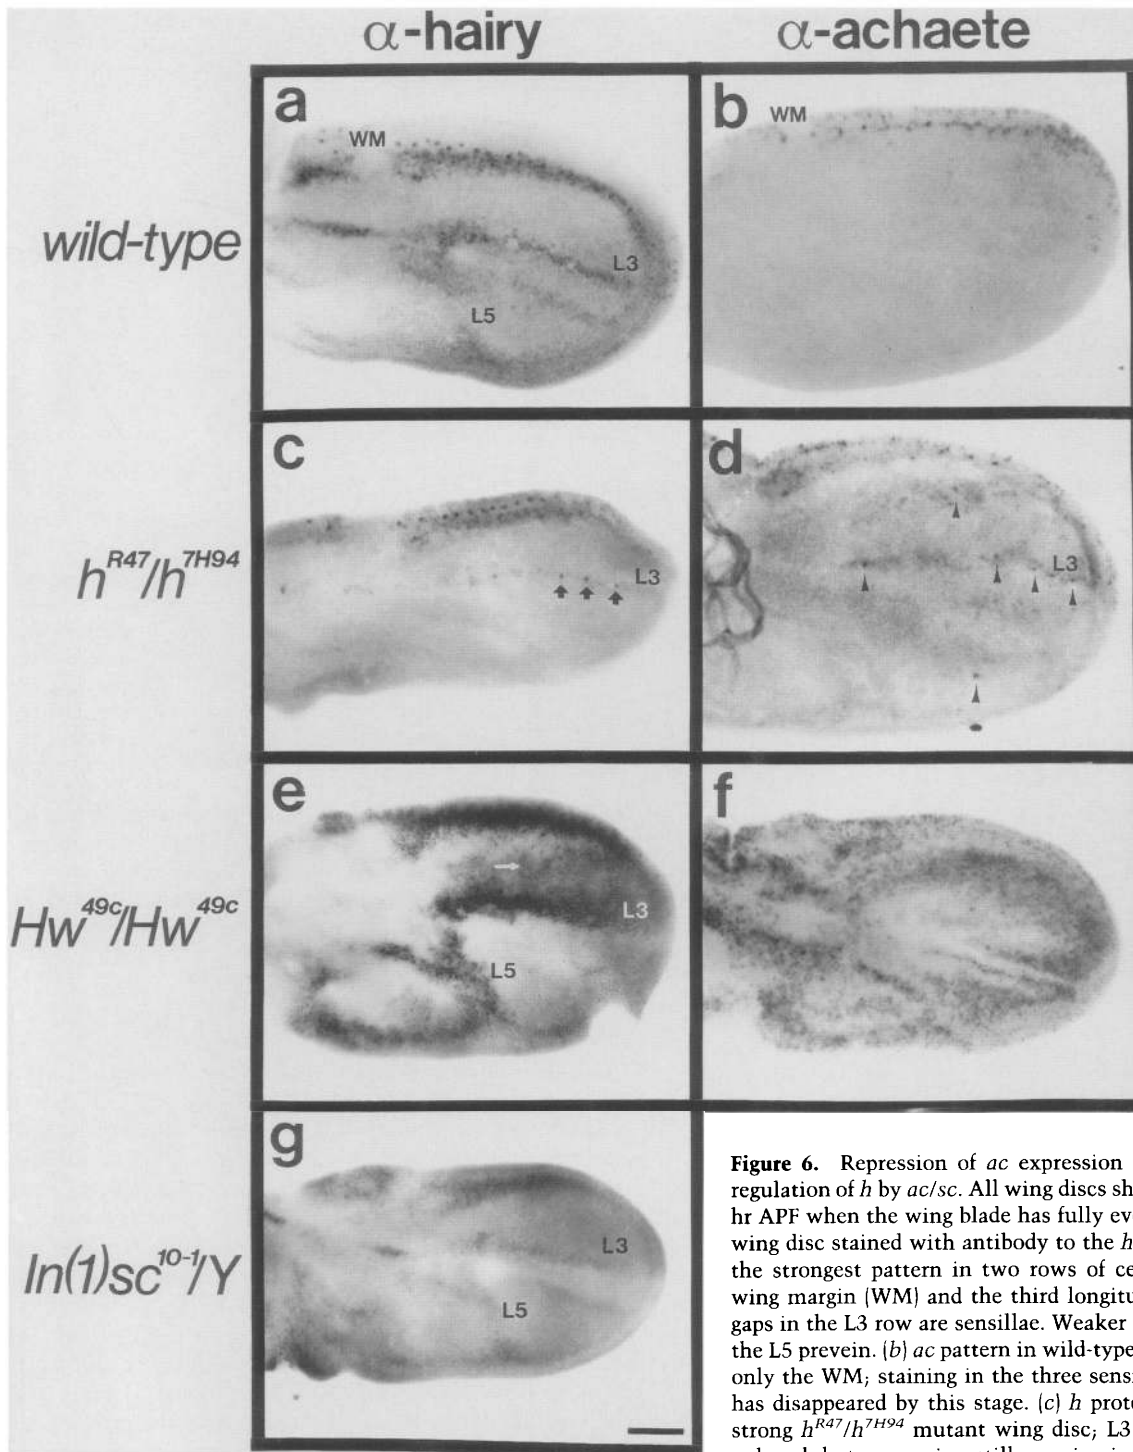 α-hairy α-achaete
a
WM
L3
L5
b
WM
wild-type
c
L3
d
L3
h^R47/h^7H94
e
L3
L5
f
Hw^49c/Hw^49c
g
L3
L5
In(1)sc^10-1/Y
Figure 6. Repression of ac expression
regulation of h by ac/sc. All wing discs sh
hr APF when the wing blade has fully ev
wing disc stained with antibody to the h
the strongest pattern in two rows of ce
wing margin (WM) and the third longitu
gaps in the L3 row are sensillae. Weaker
the L5 prevein. (b) ac pattern in wild-type
only the WM; staining in the three sensi
has disappeared by this stage. (c) h prote
strong h^R47/h^7H94 mutant wing disc; L3